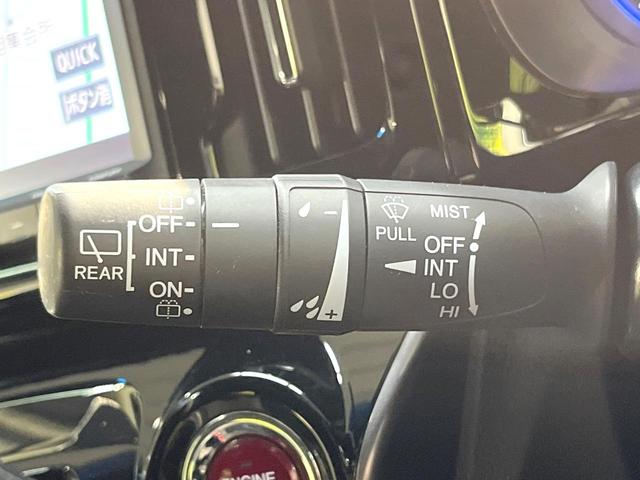 QUICK
ボタン消
OFF
INT
ON
REAR
-
+
PULL
MIST
OFF
INT
LO
HI
ENGINE